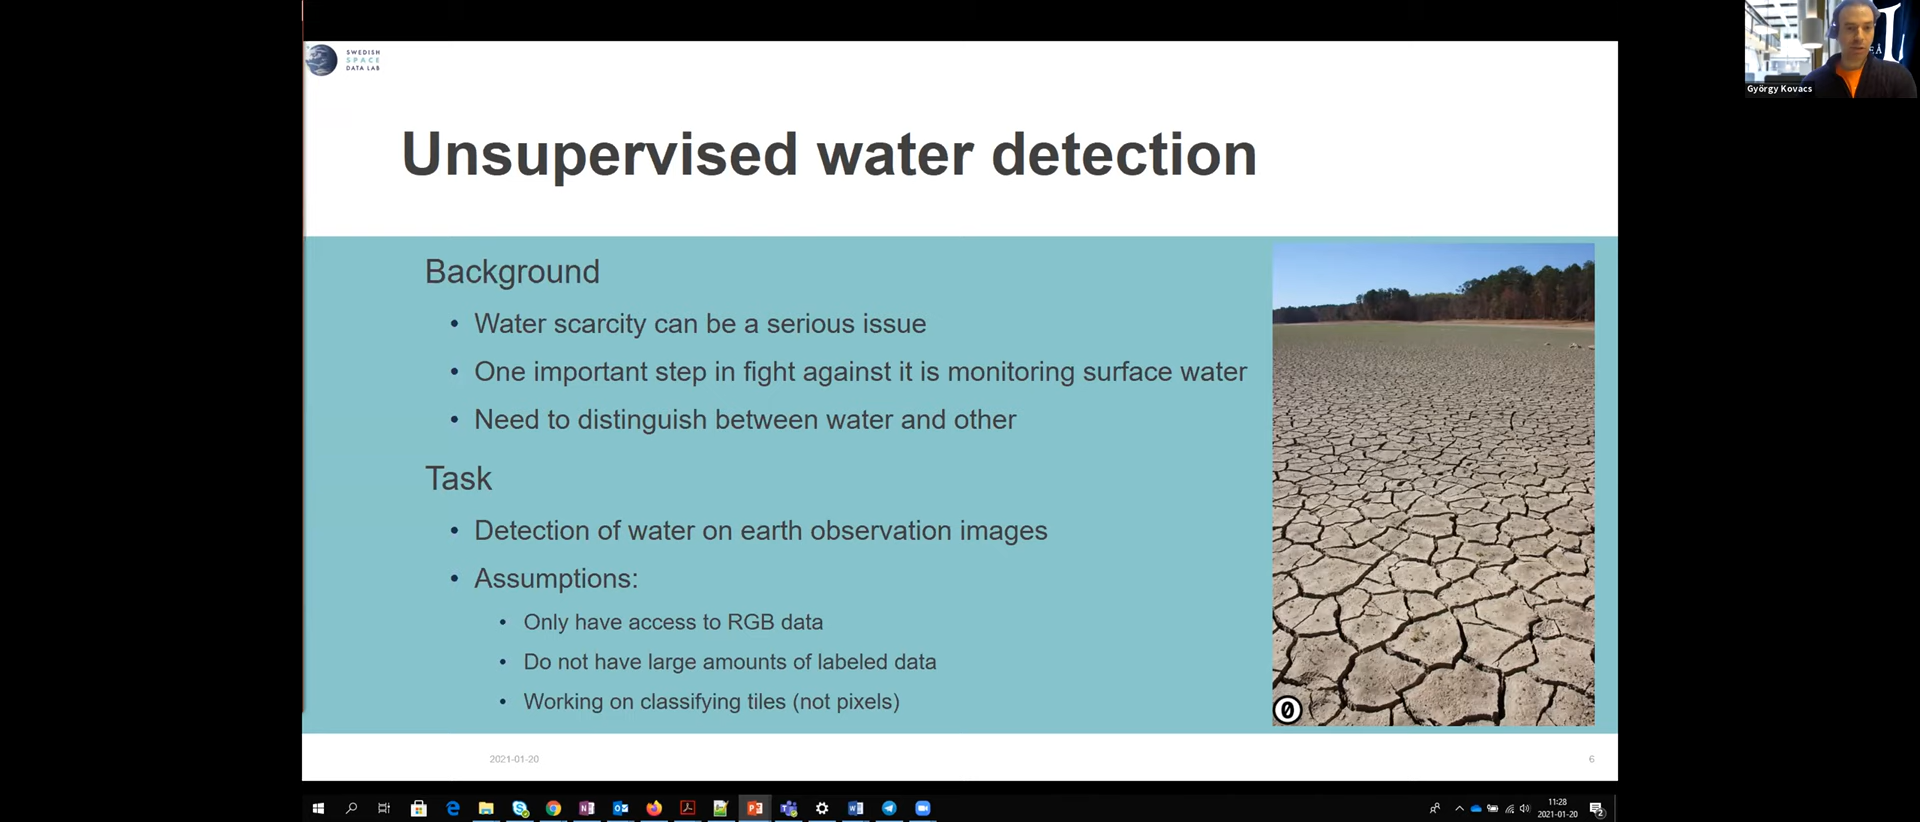 SWEDISH
SPACE
DATA LAB
György Kovacs
Unsupervised water detection
Background
• Water scarcity can be a serious issue
• One important step in fight against it is monitoring surface water
• Need to distinguish between water and other
Task
• Detection of water on earth observation images
• Assumptions:
• Only have access to RGB data
• Do not have large amounts of labeled data
• Working on classifying tiles (not pixels)
0
2021-01-20
6
11:28
2021-01-20